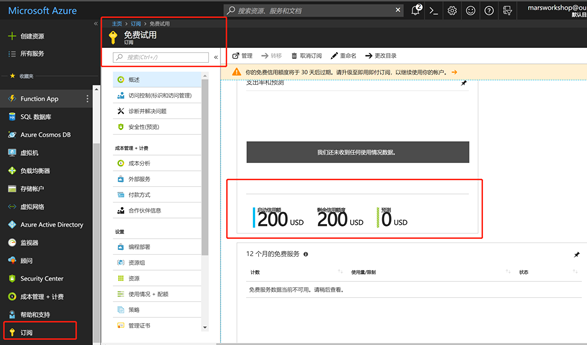 Microsoft Azure
搜索资源、服务和文档
marsworkshop@ou
默认目
创建资源
所有服务
收藏夹
Function App
SQL 数据库
Azure Cosmos DB
虚拟机
负载均衡器
存储帐户
虚拟网络
Azure Active Directory
监视器
顾问
Security Center
成本管理 + 计费
帮助和支持
订阅
主页 > 订阅 > 免费试用
免费试用
订阅
搜索(Ctrl+/)
概述
访问控制(标识和访问管理)
诊断并解决问题
安全性(预览)
成本管理 + 计费
成本分析
外部服务
付款方式
合作伙伴信息
设置
编程部署
资源组
资源
使用情况 + 配额
策略
管理证书
管理
转移
取消订阅
重命名
更改目录
你的免费信用额度将于 30 天后过期。请升级至即用即付订阅，以继续使用你的帐户。
支出率和预测
我们还未收到任何使用情况数据。
启动信用额
200 USD
剩余信用额度
200 USD
预测
0 USD
12 个月的免费服务
计数
使用量/限制
状态
免费服务数据当前不可用。请稍后查看。